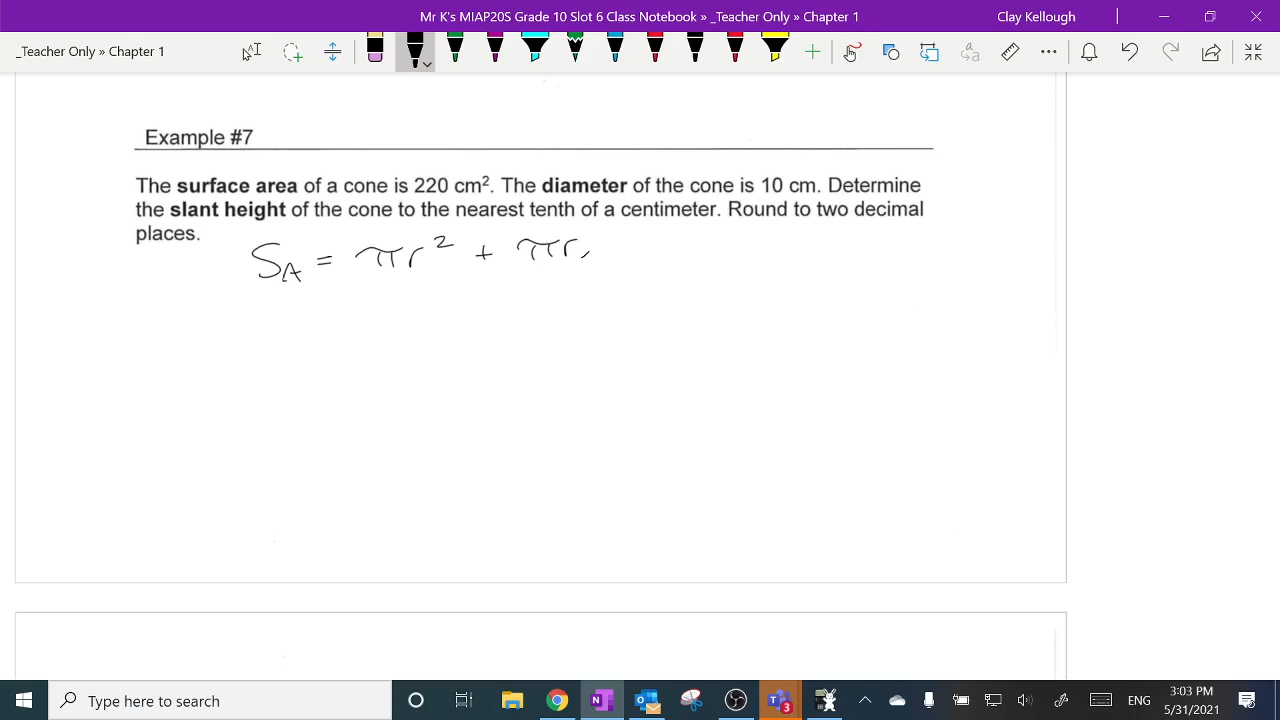 Mr K's MIAP20S Grade 10 Slot 6 Class Notebook » _Teacher Only » Chapter 1
Clay Kellough
_Teacher Only » Chapter 1
Example #7
The surface area of a cone is 220 cm². The diameter of the cone is 10 cm. Determine
the slant height of the cone to the nearest tenth of a centimeter. Round to two decimal
places.
SA = πr² + πr
Type here to search
3
ENG
3:03 PM
5/31/2021